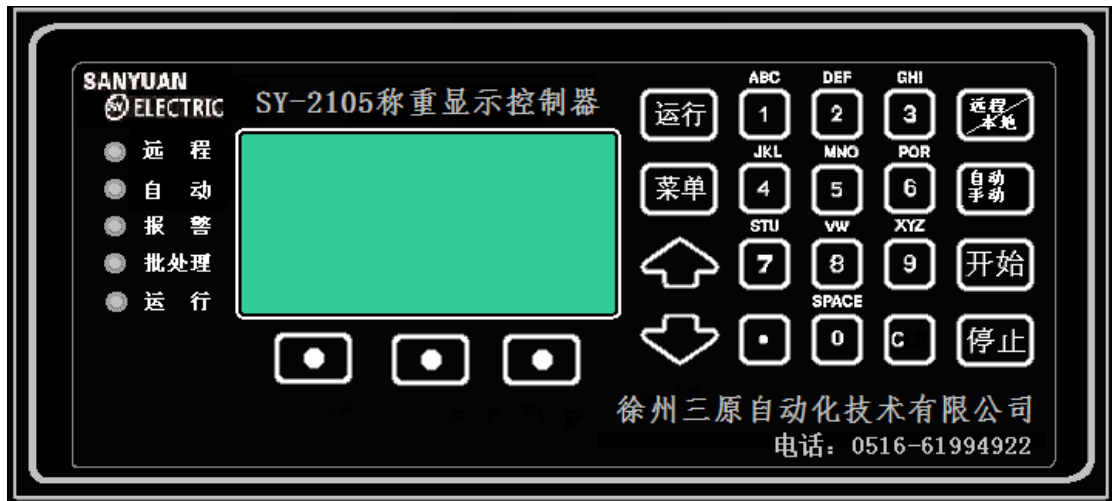 SANYUAN
SY ELECTRIC
SY-2105称重显示控制器
远 程
自 动
报 警
批处理
运 行
运行
ABC
1
DEF
2
GHI
3
远程/本地
菜单
JKL
4
MNO
5
POR
6
自动
手动
STU
7
VW
8
XYZ
9
开始
.
SPACE
0
C
停止
徐州三原自动化技术有限公司
电话：0516-61994922